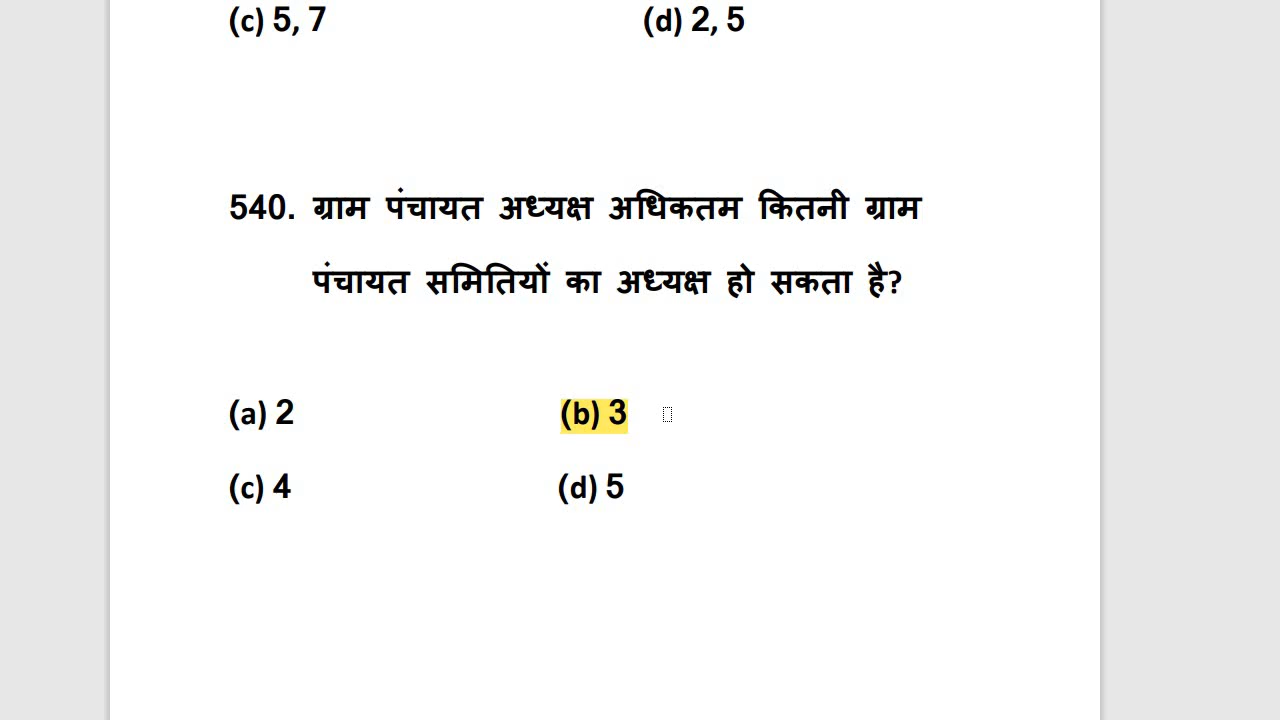 (c) 5, 7 (d) 2, 5
540. ग्राम पंचायत अध्यक्ष अधिकतम कितनी ग्राम
पंचायत समितियों का अध्यक्ष हो सकता है?
(a) 2 (b) 3
(c) 4 (d) 5